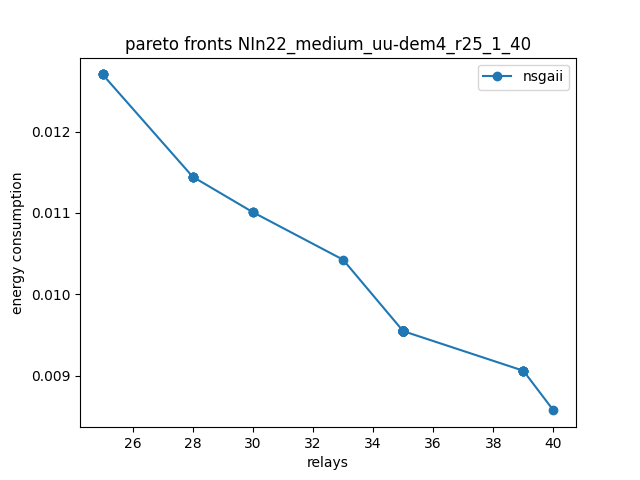 pareto fronts NIn22_medium_uu-dem4_r25_1_40
nsgaii
0.012
0.011
0.010
0.009
energy consumption
26 28 30 32 34 36 38 40
relays